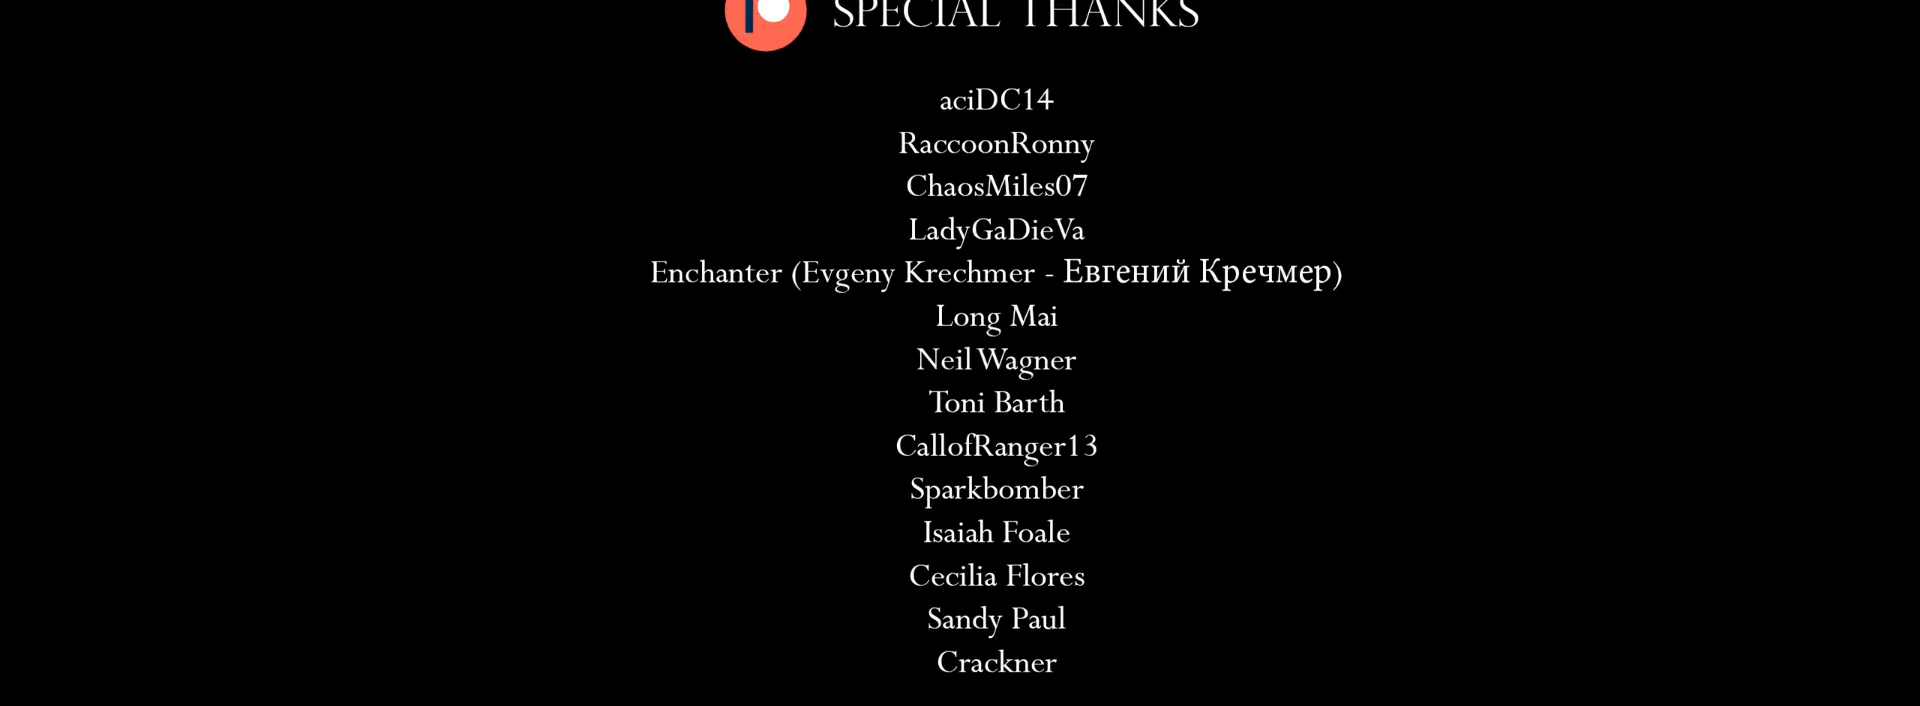 SPECIAL THANKS
aciDC14
RaccoonRonny
ChaosMiles07
LadyGaDieVa
Enchanter (Evgeny Krechmer - Евгений Кречмер)
Long Mai
Neil Wagner
Toni Barth
CallofRanger13
Sparkbomber
Isaiah Foale
Cecilia Flores
Sandy Paul
Crackner